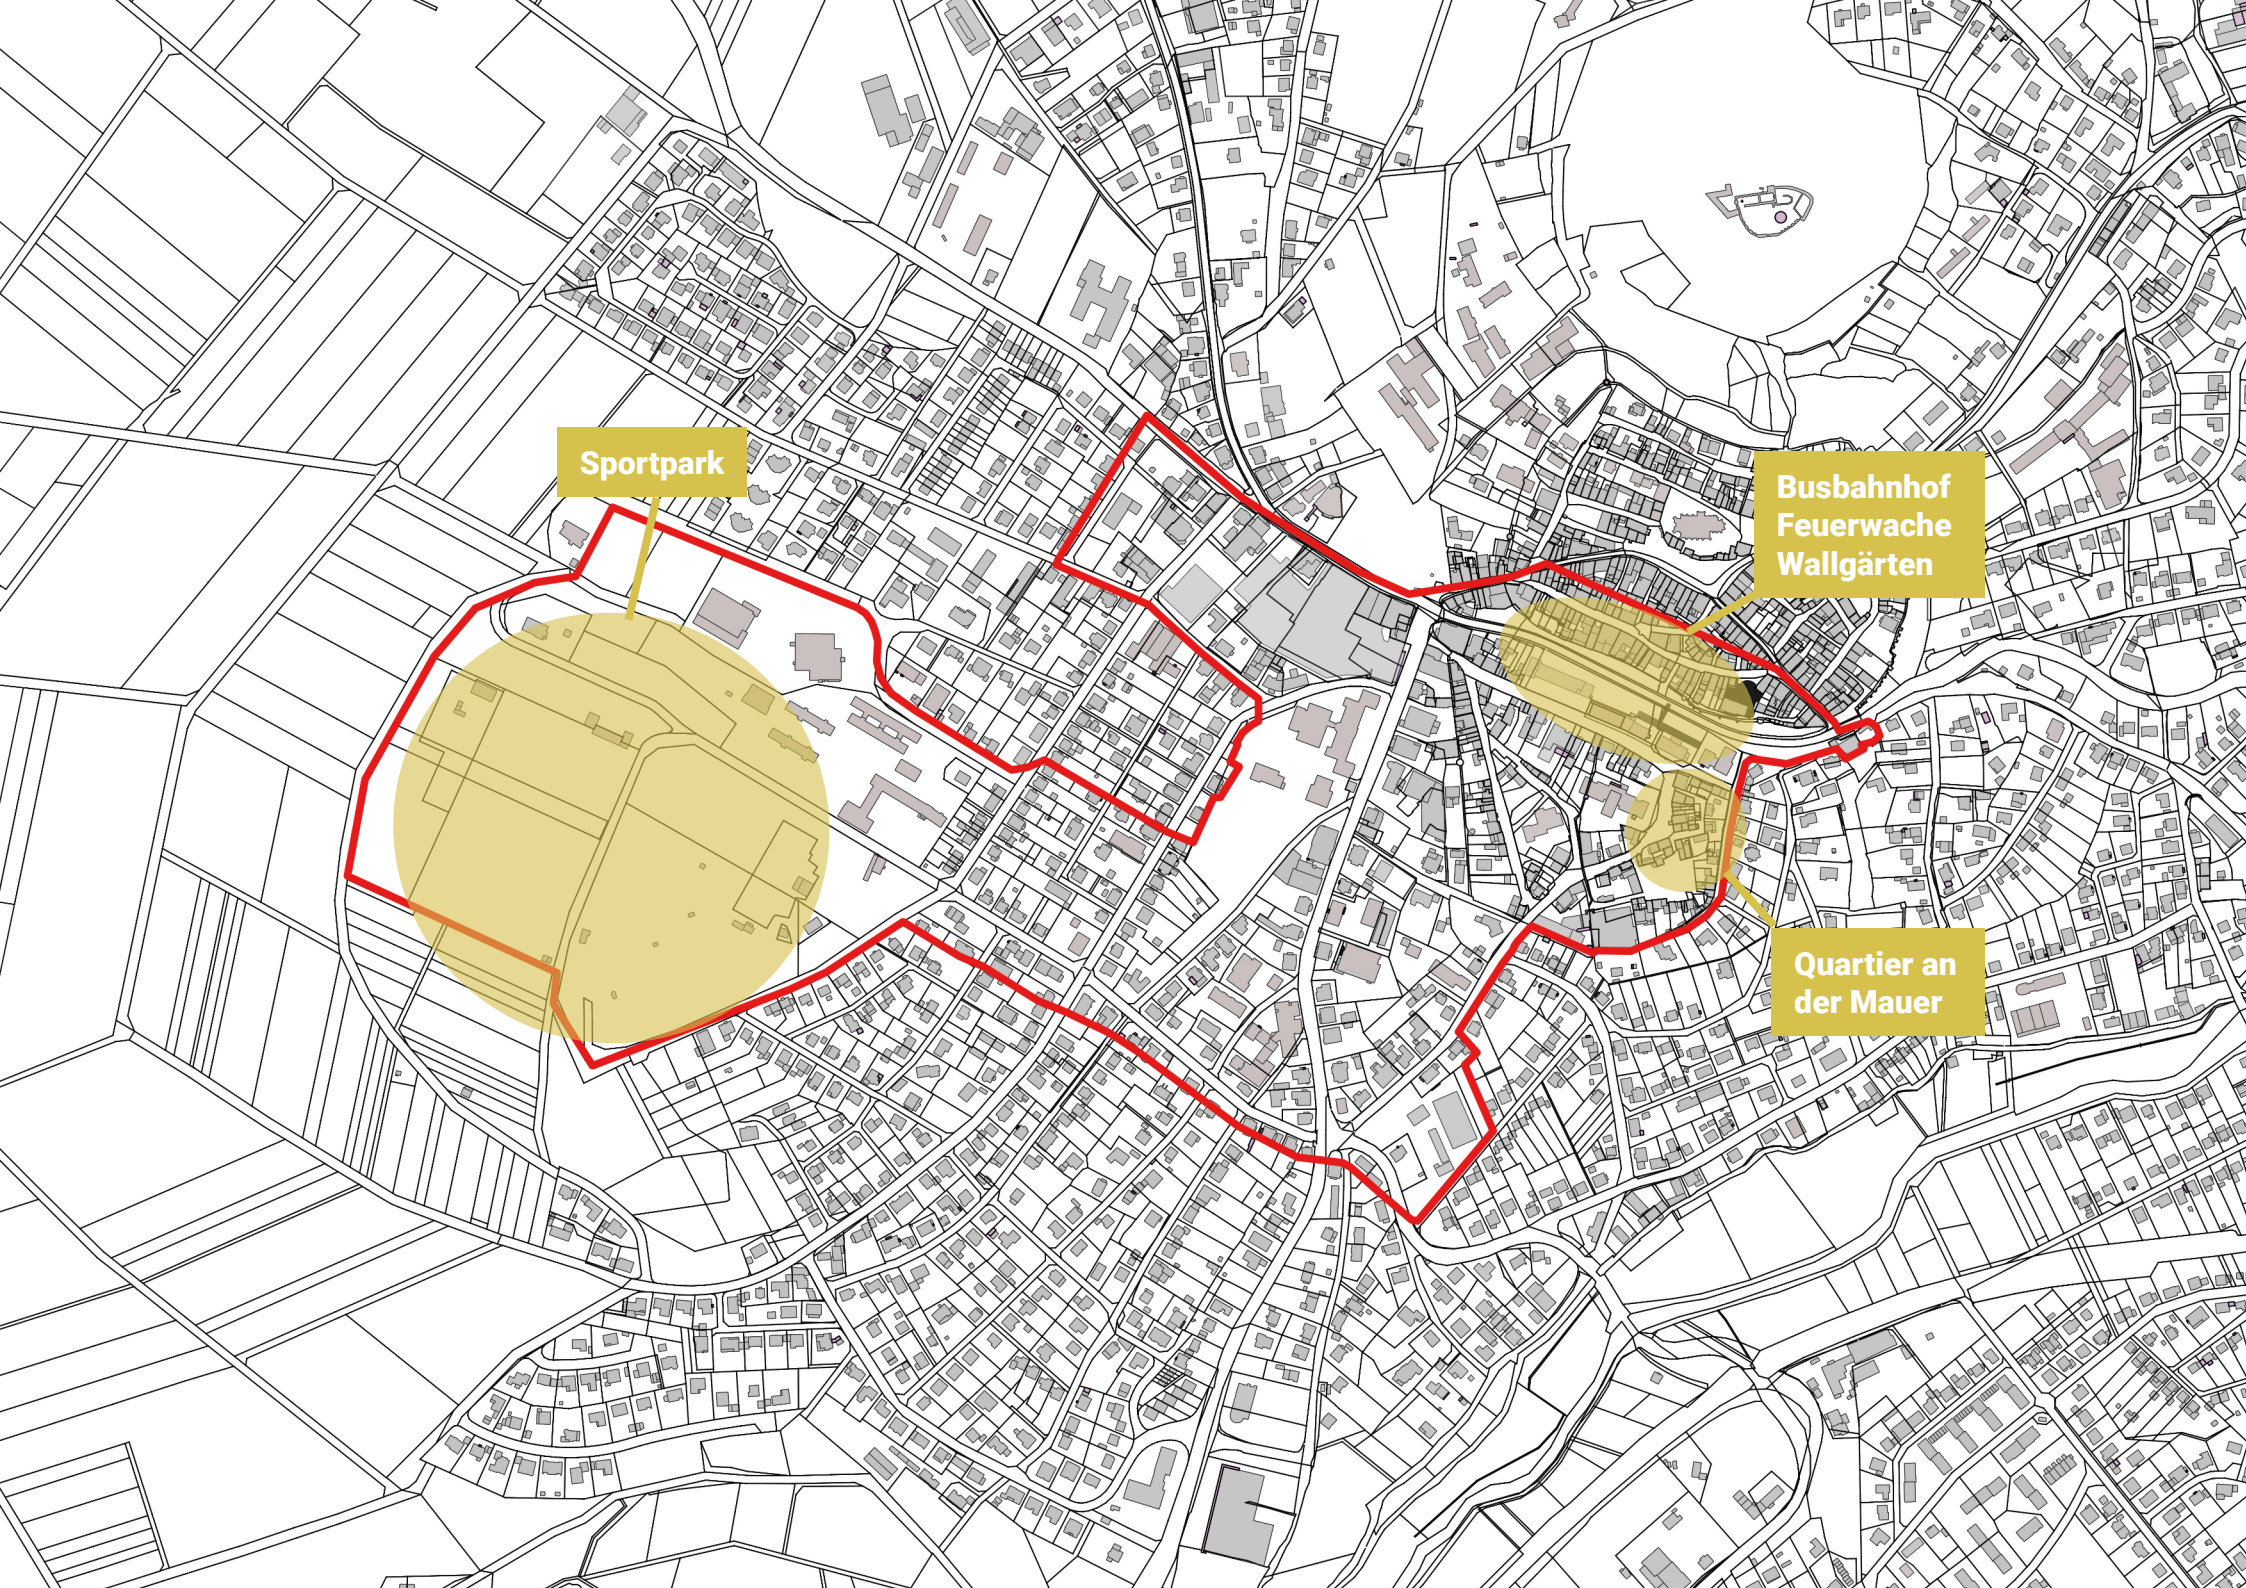 Sportpark
Busbahnhof
Feuerwache
Wallgärten
Quartier an
der Mauer